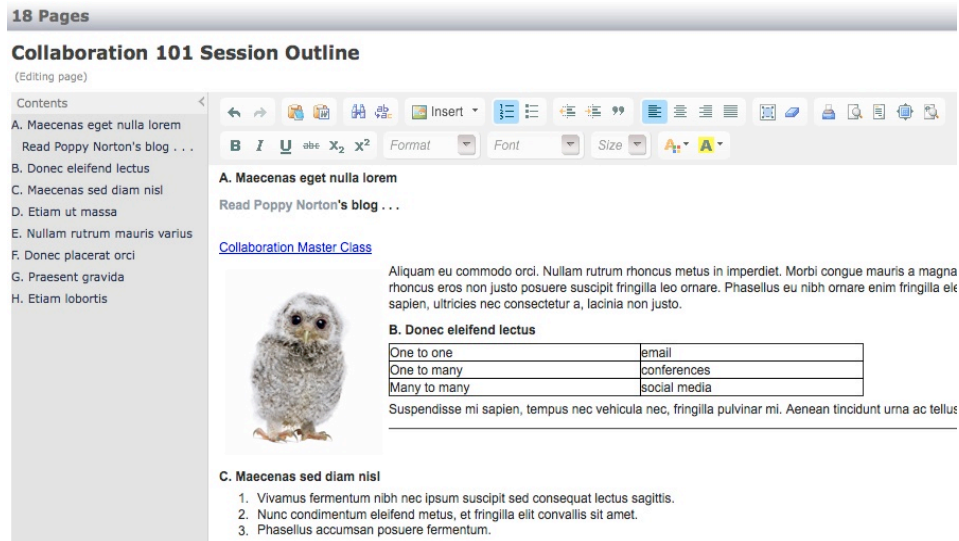 18 Pages
Collaboration 101 Session Outline
(Editing page)
Contents
A. Maecenas eget nulla lorem
Read Poppy Norton's blog . . .
B. Donec eleifend lectus
C. Maecenas sed diam nisl
D. Etiam ut massa
E. Nullam rutrum mauris varius
F. Donec placerat orci
G. Praesent gravida
H. Etiam lobortis
Insert
B I U abc X2 X2 Format Font Size A A
A. Maecenas eget nulla lorem
Read Poppy Norton's blog . . .
Collaboration Master Class
Aliquam eu commodo orci. Nullam rutrum rhoncus metus in imperdiet. Morbi congue mauris a magna
rhoncus eros non justo posuere suscipit fringilla leo ornare. Phasellus eu nibh ornare enim fringilla ele
sapien, ultricies nec consectetur a, lacinia non justo.
B. Donec eleifend lectus
One to one email
One to many conferences
Many to many social media
Suspendisse mi sapien, tempus nec vehicula nec, fringilla pulvinar mi. Aenean tincidunt urna ac tellus
C. Maecenas sed diam nisl
1. Vivamus fermentum nibh nec ipsum suscipit sed consequat lectus sagittis.
2. Nunc condimentum eleifend metus, et fringilla elit convallis sit amet.
3. Phasellus accumsan posuere fermentum.